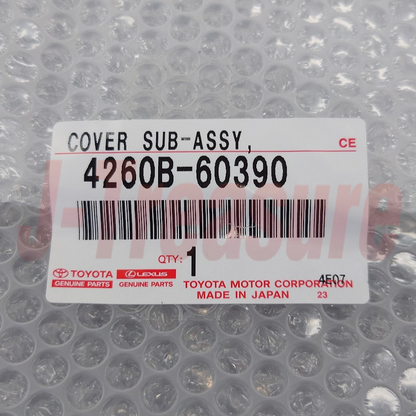 COVER SUB-ASSY,
CE
4260B-60390
QTY: 1
TOYOTA
GENUINE PARTS
LEXUS
GENUINE PARTS
4E07
TOYOTA MOTOR CORPORATION
MADE IN JAPAN
23
J-Treasure